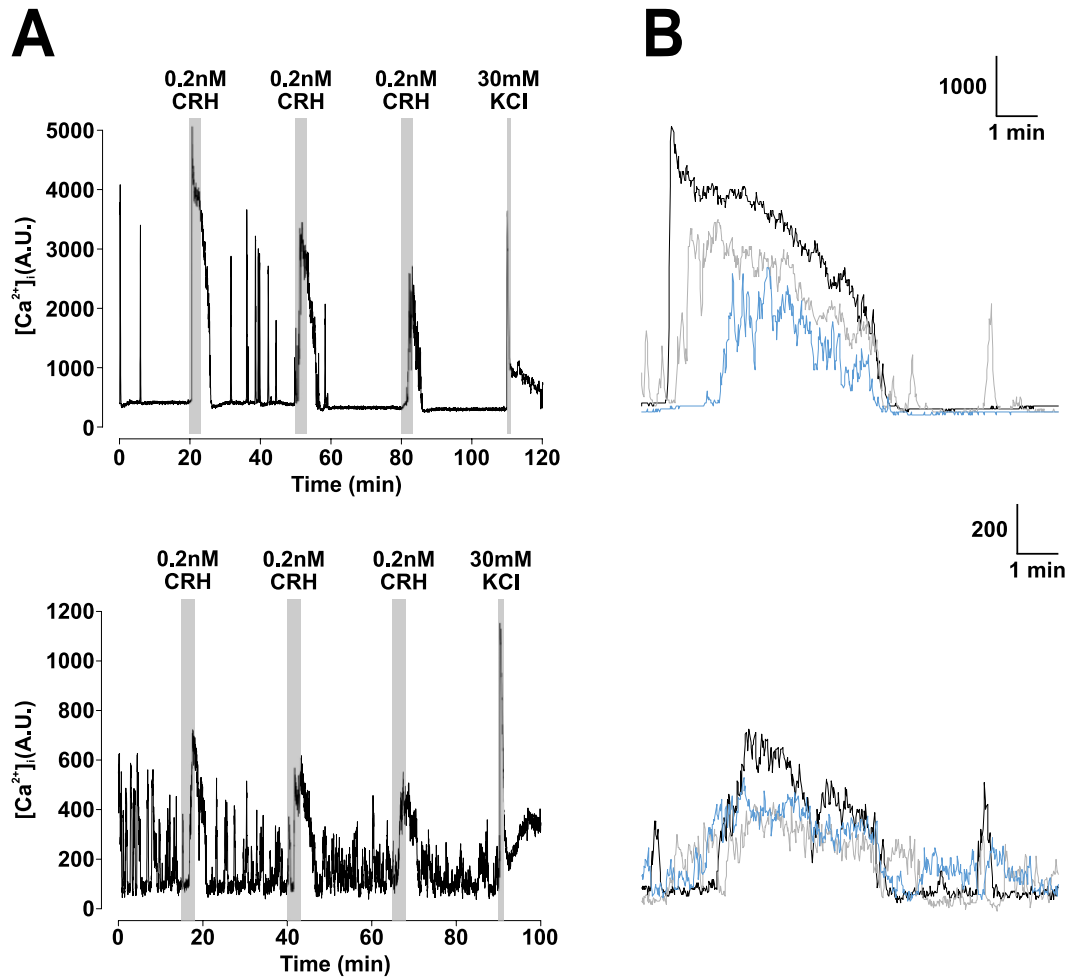 A
B
0.2nM
CRH
0.2nM
CRH
0.2nM
CRH
30mM
KCl
[Ca²⁺]ᵢ(A.U.)
5000
4000
3000
2000
1000
0
0
20
40
60
80
100
120
Time (min)
1000
1 min
0.2nM
CRH
0.2nM
CRH
0.2nM
CRH
30mM
KCl
[Ca²⁺]ᵢ(A.U.)
1200
1000
800
600
400
200
0
0
20
40
60
80
100
Time (min)
200
1 min